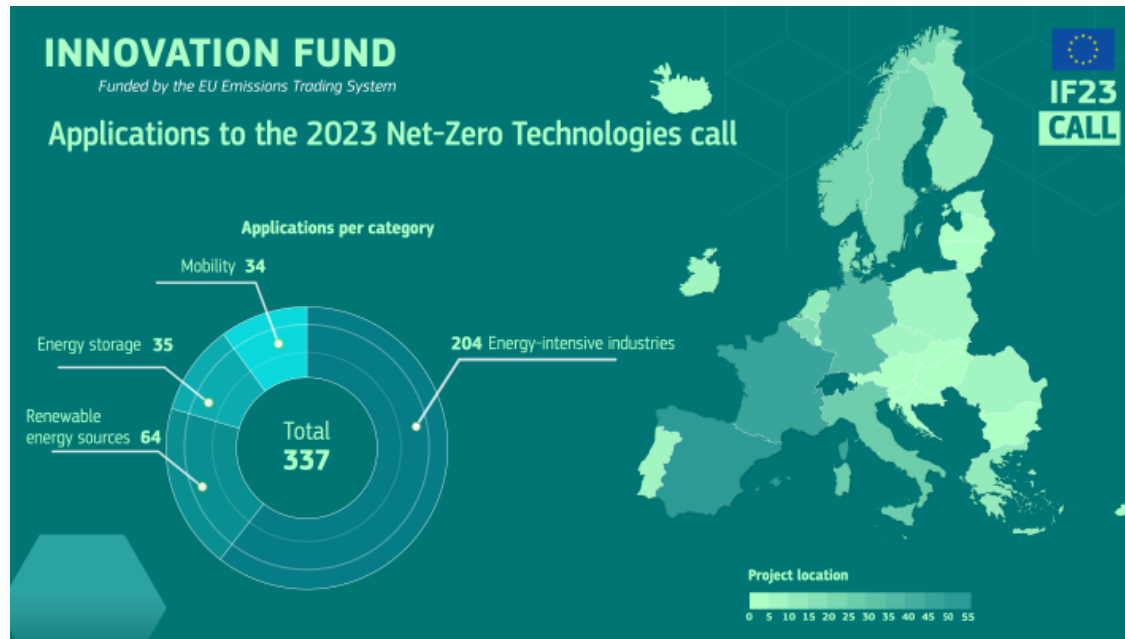 INNOVATION FUND
Funded by the EU Emissions Trading System
Applications to the 2023 Net-Zero Technologies call
IF23
CALL
Applications per category
Mobility 34
Energy storage 35
204 Energy-intensive industries
Renewable
energy sources 64
Total
337
Project location
0 5 10 15 20 25 30 35 40 45 50 55